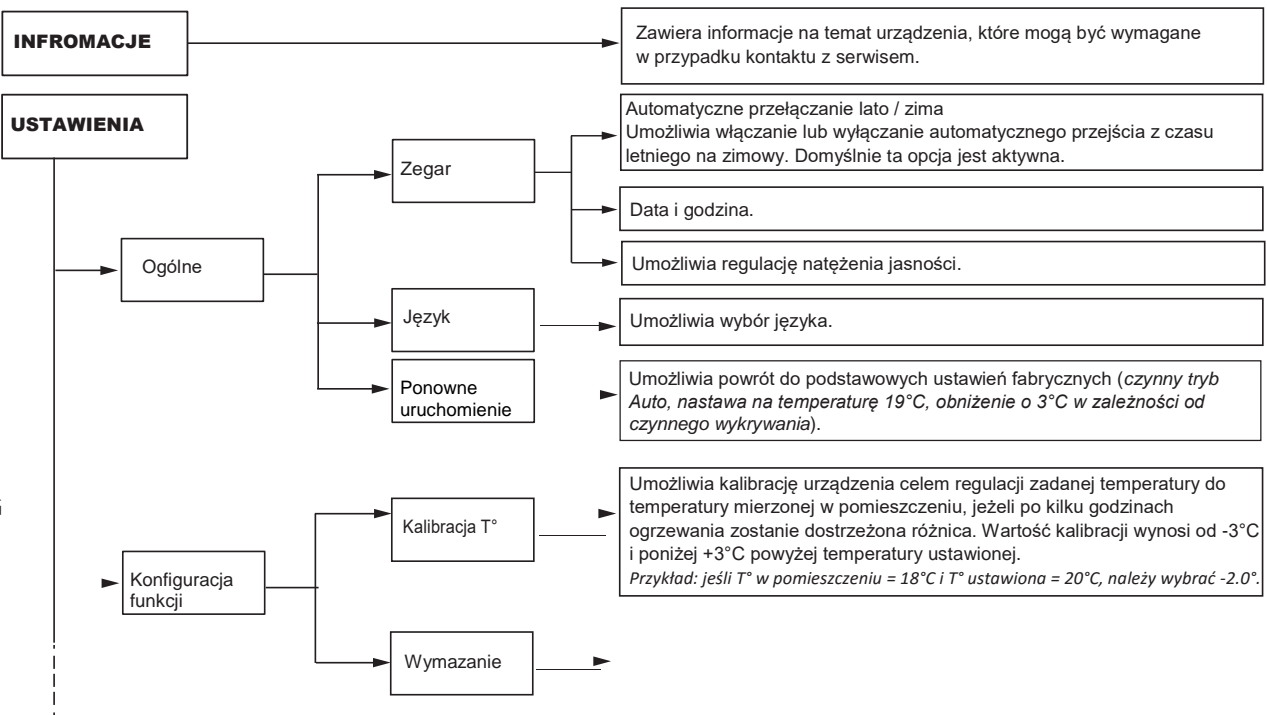 INFROMACJE
Zawiera informacje na temat urządzenia, które mogą być wymagane
w przypadku kontaktu z serwisem.
USTAWIENIA
Ogólne
Zegar
Automatyczne przełączanie lato / zima
Umożliwia włączanie lub wyłączanie automatycznego przejścia z czasu
letniego na zimowy. Domyślnie ta opcja jest aktywna.
Data i godzina.
Umożliwia regulację natężenia jasności.
Język
Umożliwia wybór języka.
Ponowne
uruchomienie
Umożliwia powrót do podstawowych ustawień fabrycznych (czynny tryb
Auto, nastawa na temperaturę 19°C, obniżenie o 3°C w zależności od
czynnego wykrywania).
Konfiguracja
funkcji
Kalibracja T°
Umożliwia kalibrację urządzenia celem regulacji zadanej temperatury do
temperatury mierzonej w pomieszczeniu, jeżeli po kilku godzinach
ogrzewania zostanie dostrzeżona różnica. Wartość kalibracji wynosi od -3°C
i poniżej +3°C powyżej temperatury ustawionej.
Przykład: jeśli T° w pomieszczeniu = 18°C i T° ustawiona = 20°C, należy wybrać -2.0°.
Wymazanie